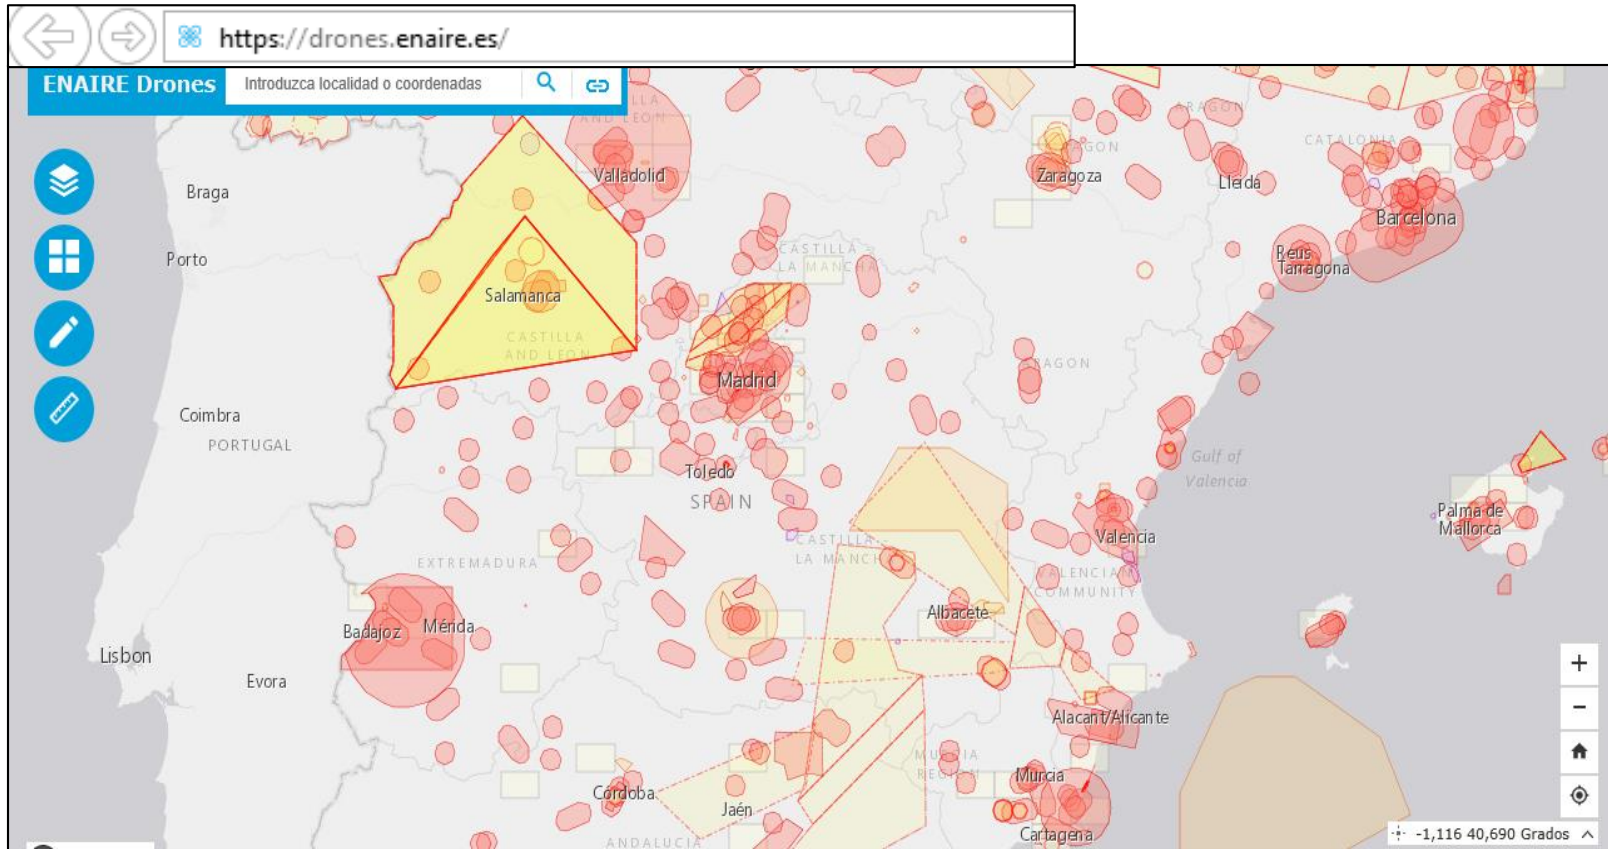 https://drones.enaire.es/
ENAIRE Drones
Introduzca localidad o coordenadas
AND LEON
ARAGON
CATALONIA
Braga
Valladolid
Zaragoza
Lleida
Barcelona
Porto
CASTILLA -
LA MANCHA
Reus
Tarragona
Salamanca
CASTILLA
AND LEON
ARAGON
Madrid
Coimbra
PORTUGAL
Gulf of
Valencia
Toledo
SPAIN
Palma de
Mallorca
Valencia
CASTILLA -
LA MANCHA
EXTREMADURA
VALENCIAN
COMMUNITY
Albacete
Badajoz
Mérida
Lisbon
Evora
Alacant/Alicante
MURCIA
REGION
Murcia
Córdoba
Jaén
Cartagena
ANDALUCIA
-1,116 40,690 Grados